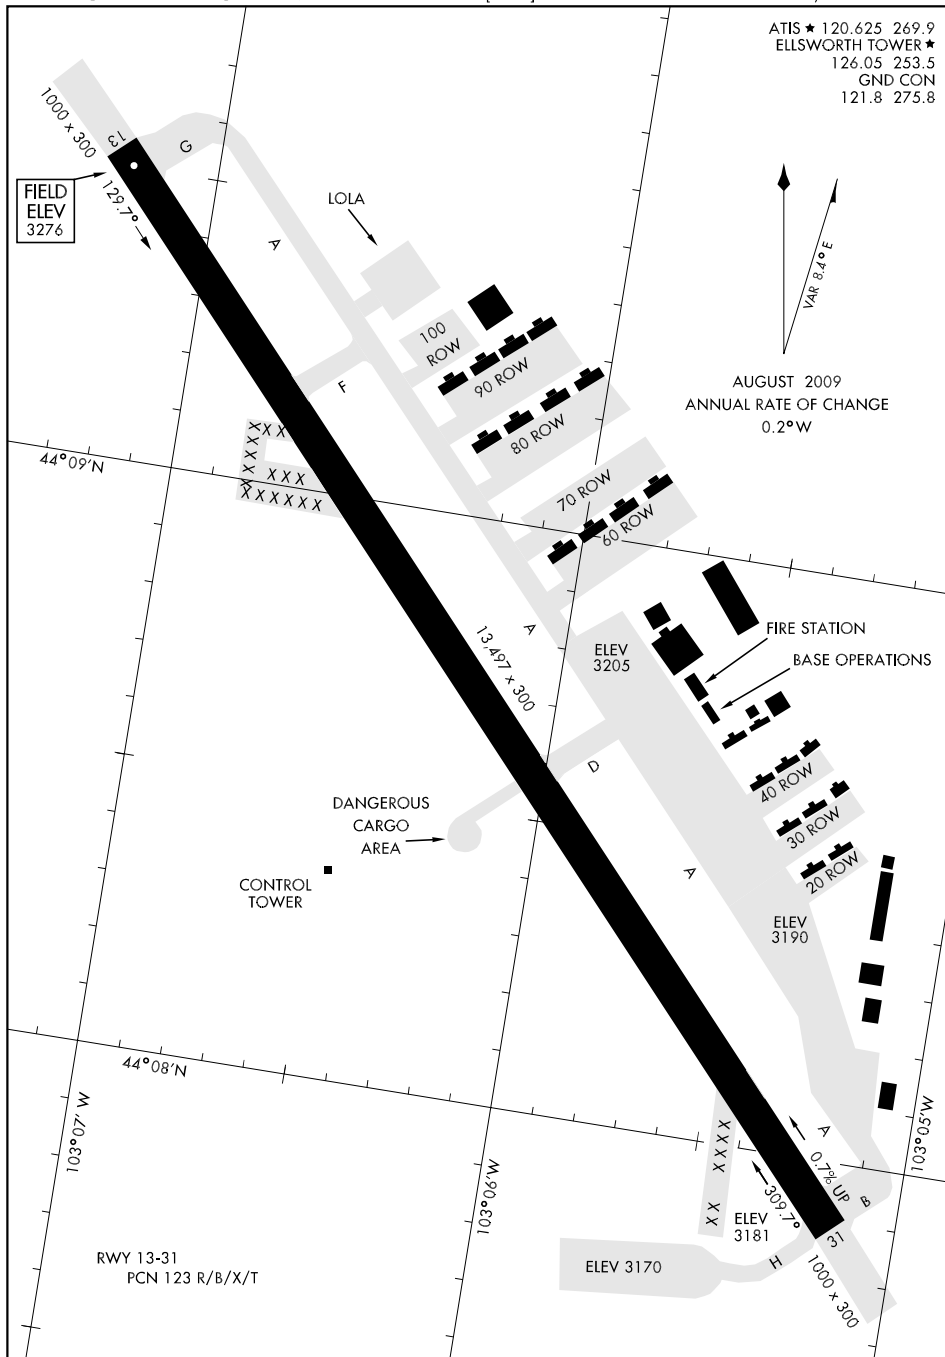 ATIS ★ 120.625 269.9
ELLSWORTH TOWER ★
126.05 253.5
GND CON
121.8 275.8
1000 x 300
13
G
FIELD
ELEV
3276
129.7°
A
LOLA
VAR 8.4° E
100
ROW
90 ROW
AUGUST 2009
ANNUAL RATE OF CHANGE
0.2° W
F
80 ROW
44° 09' N
X X X
X X X X X
X X X
X X X X X X
70 ROW
60 ROW
A
13,497 x 300
ELEV
3205
FIRE STATION
BASE OPERATIONS
D
40 ROW
DANGEROUS
CARGO
AREA
30 ROW
20 ROW
CONTROL
TOWER
A
ELEV
3190
44° 08' N
103° 07' W
103° 06' W
103° 05' W
X X X X
X X
A
0.7% UP
309.7°
B
ELEV
3181
31
H
RWY 13-31
PCN 123 R/B/X/T
ELEV 3170
1000 x 300